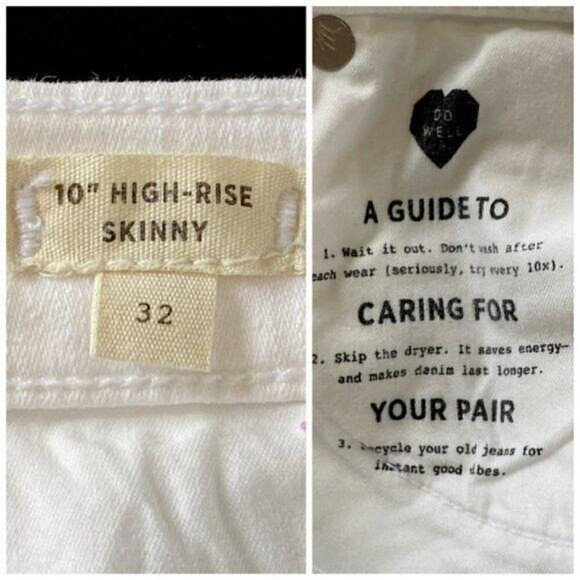 10" HIGH-RISE
SKINNY
32
DO
WELL
A GUIDE TO
1. Wait it out. Don't wash after
each wear (seriously, try every 10x).
CARING FOR
2. Skip the dryer. It saves energy—
and makes denim last longer.
YOUR PAIR
3. Recycle your old jeans for
instant good vibes.